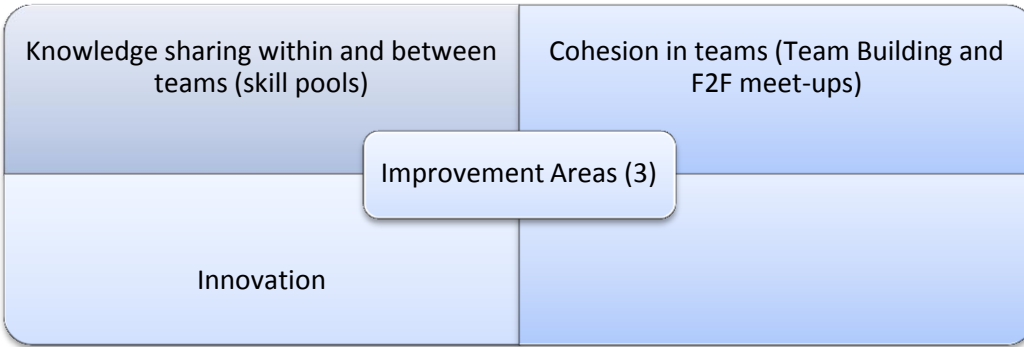 Knowledge sharing within and between
teams (skill pools)
Cohesion in teams (Team Building and
F2F meet-ups)
Improvement Areas (3)
Innovation